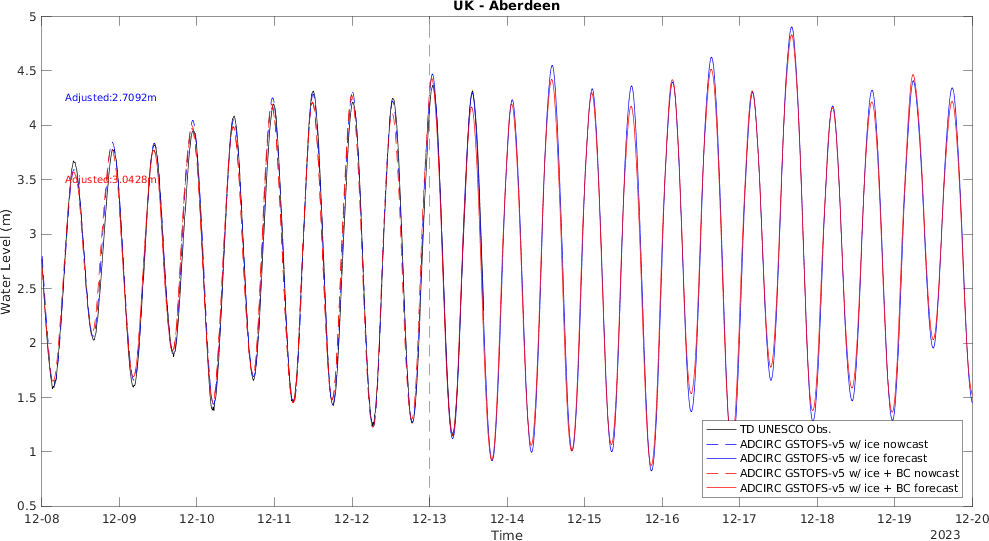 UK - Aberdeen
5
4.5
4
3.5
3
2.5
2
1.5
1
0.5
Water Level (m)
Adjusted:2.7092m
Adjusted:3.0428m
TD UNESCO Obs.
ADCIRC GSTOFS-v5 w/ ice nowcast
ADCIRC GSTOFS-v5 w/ ice forecast
ADCIRC GSTOFS-v5 w/ ice + BC nowcast
ADCIRC GSTOFS-v5 w/ ice + BC forecast
12-08 12-09 12-10 12-11 12-12 12-13 12-14 12-15 12-16 12-17 12-18 12-19 12-20
Time
2023